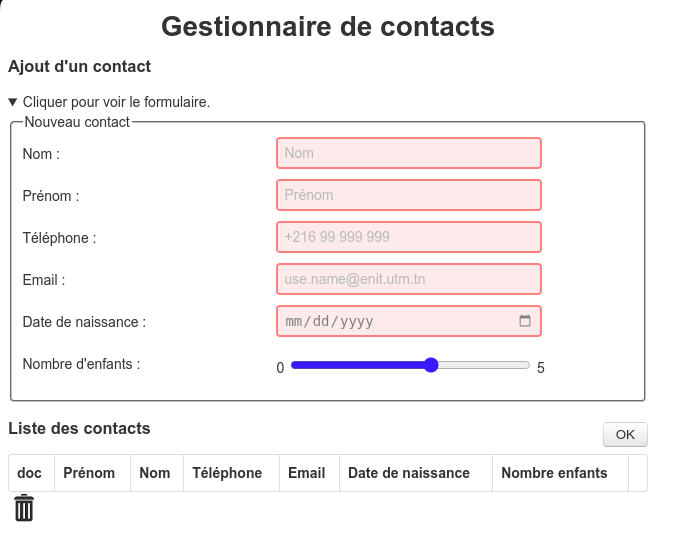 Gestionnaire de contacts
Ajout d'un contact
▼ Cliquer pour voir le formulaire.
Nouveau contact
Nom : Nom
Prénom : Prénom
Téléphone : +216 99 999 999
Email : use.name@enit.utm.tn
Date de naissance : mm/dd/yyyy
Nombre d'enfants : 0 5
Liste des contacts OK
doc Prénom Nom Téléphone Email Date de naissance Nombre enfants